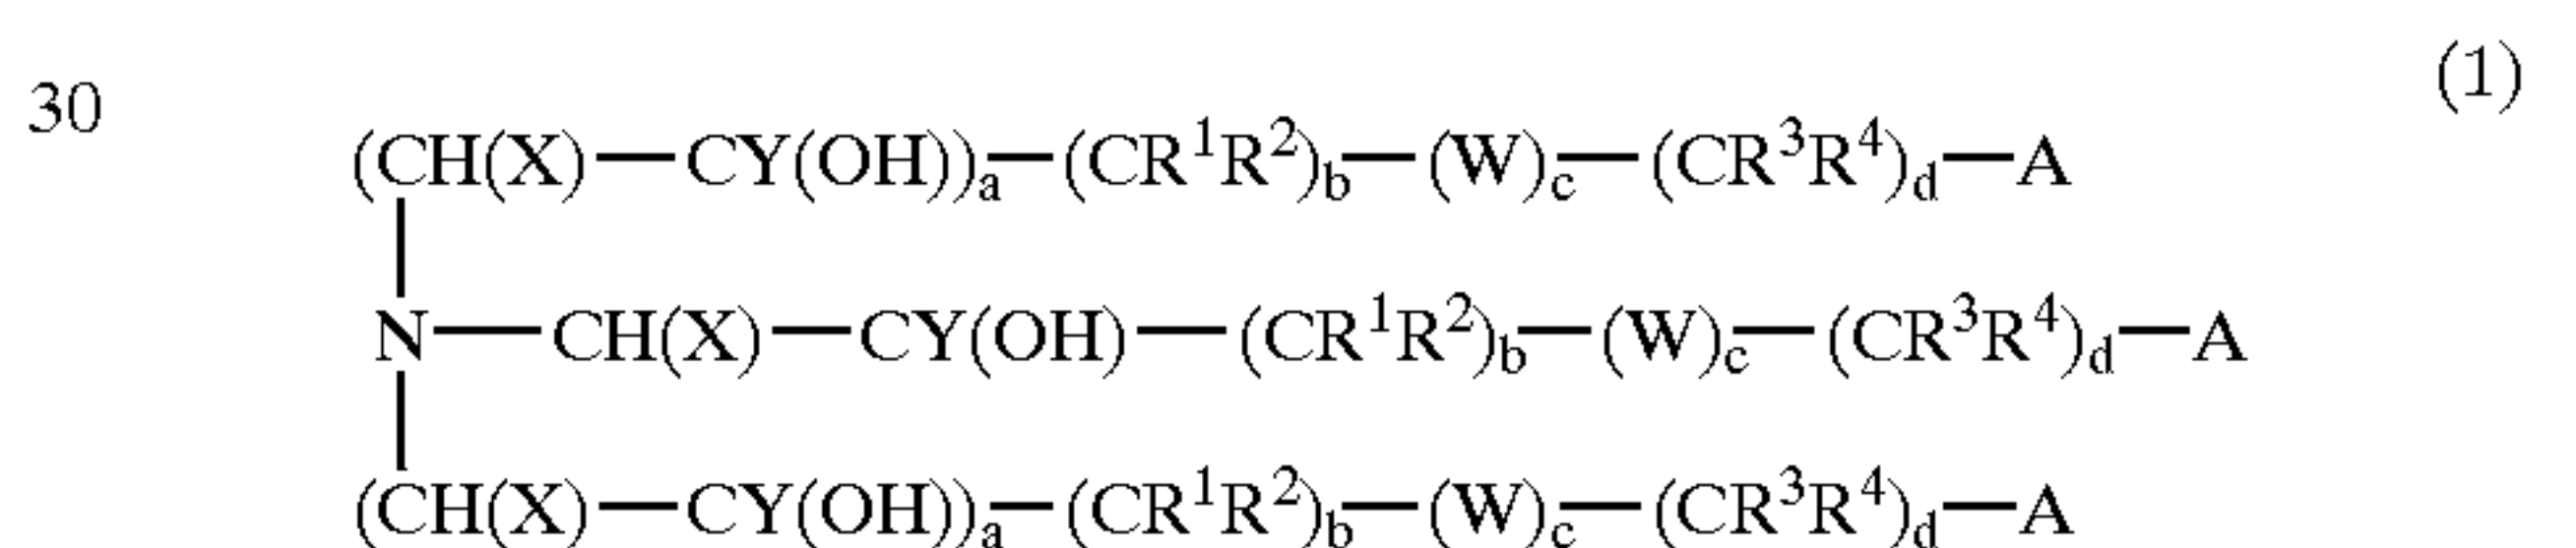 30 (1)
(CH(X)—CY(OH))a—(CR¹R²)b—(W)c—(CR³R⁴)d—A
N—CH(X)—CY(OH)—(CR¹R²)b—(W)c—(CR³R⁴)d—A
(CH(X)—CY(OH))a—(CR¹R²)b—(W)c—(CR³R⁴)d—A